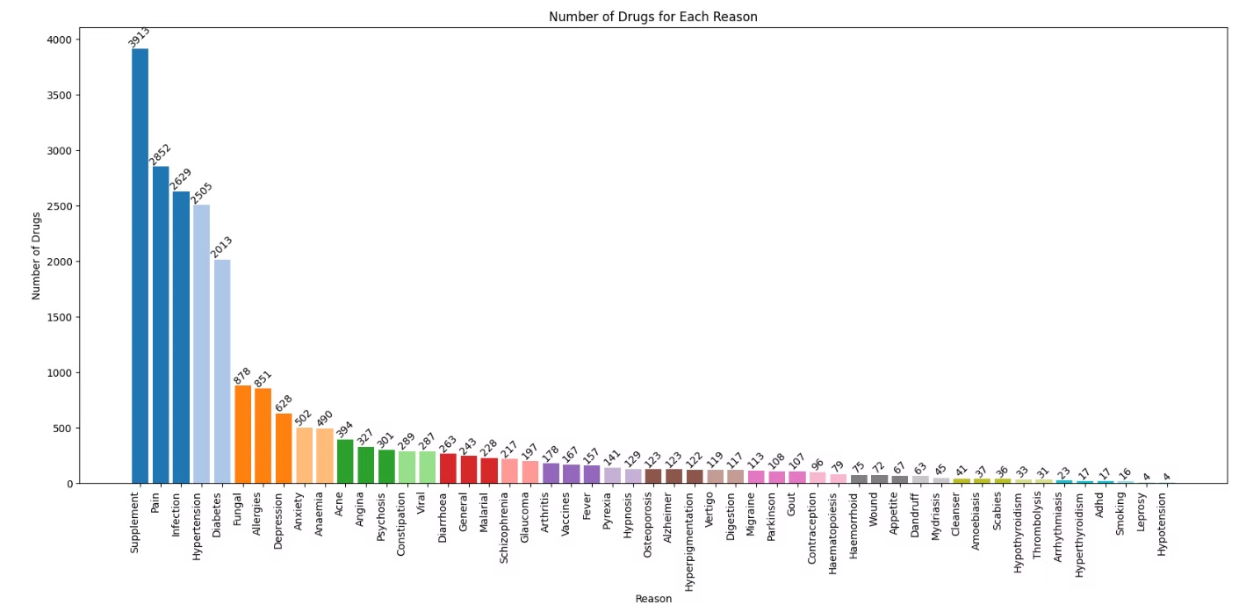 Number of Drugs for Each Reason
Number of Drugs
4000
3500
3000
2500
2000
1500
1000
500
0
3913
2852
2629
2505
2013
878
851
628
502
490
394
327
301
289
287
263
243
228
217
197
178
167
157
141
129
123
123
122
119
117
113
108
107
96
79
75
72
67
63
45
41
37
36
33
31
23
17
17
16
4
4
Supplement
Pain
Infection
Hypertension
Diabetes
Fungal
Allergies
Depression
Anxiety
Anaemia
Acne
Angina
Psychosis
Constipation
Viral
Diarrhoea
General
Malarial
Schizophrenia
Glaucoma
Arthritis
Vaccines
Fever
Pyrexia
Hypnosis
Osteoporosis
Alzheimer
Hyperpigmentation
Vertigo
Digestion
Migraine
Parkinson
Gout
Contraception
Haematopoiesis
Haemorrhoid
Wound
Appetite
Dandruff
Mydriasis
Cleanser
Amoebiasis
Scabies
Hypothyroidism
Thrombolysis
Arrhythmiasis
Hyperthyroidism
Adhd
Smoking
Leprosy
Hypotension
Reason